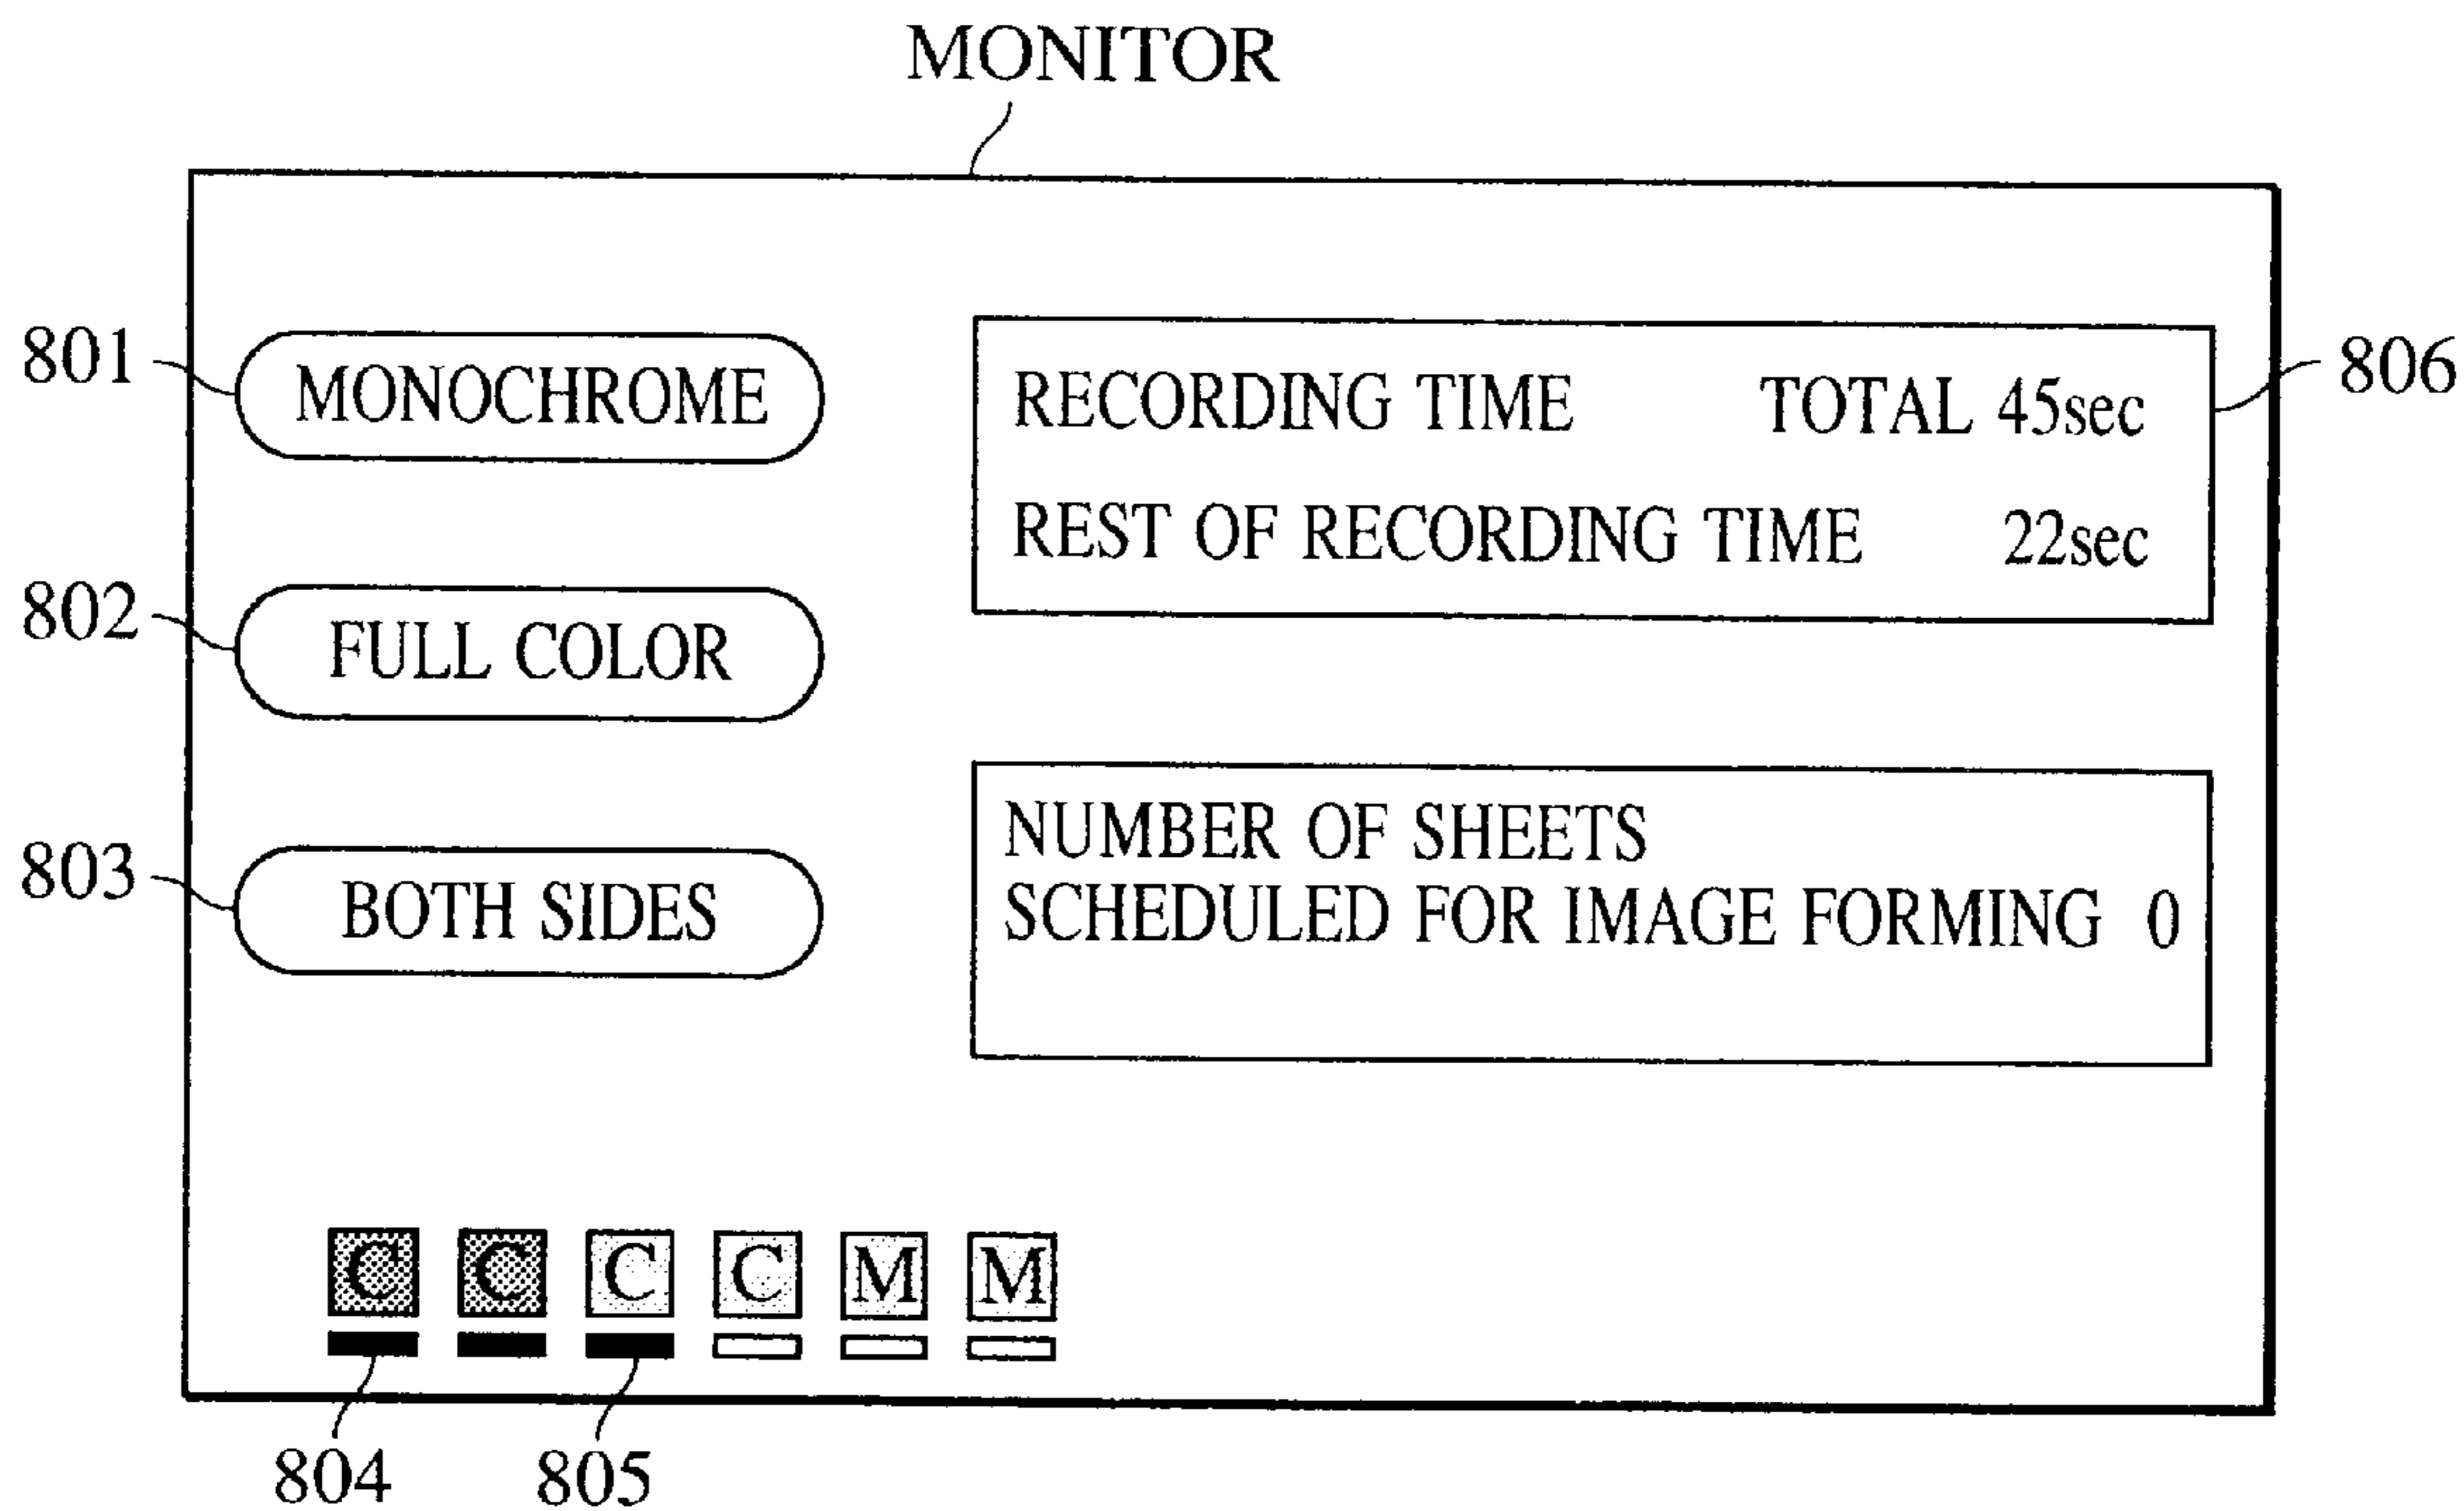 MONITOR
801
MONOCHROME
RECORDING TIME TOTAL 45sec
806
REST OF RECORDING TIME 22sec
802
FULL COLOR
803
BOTH SIDES
NUMBER OF SHEETS
SCHEDULED FOR IMAGE FORMING 0
C C C C M M
804 805